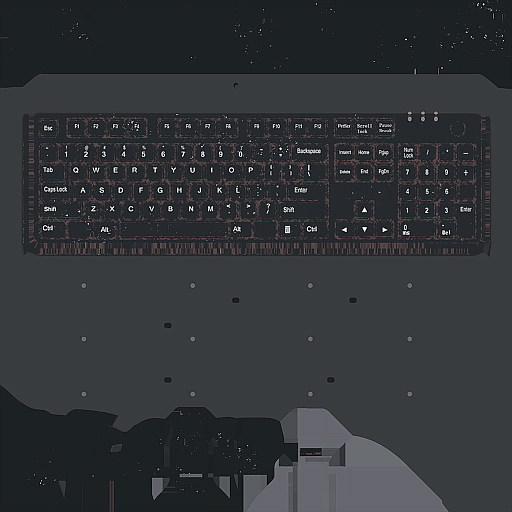 Esc F1 F2 F3 F4 F5 F6 F7 F8 F9 F10 F11 F12 PrtScr Scroll Lock Pause Break
1 2 3 4 5 6 7 8 9 0 Backspace Insert Home PgUp Num Lock / * -
Tab Q W E R T Y U I O P Delete End PgDn 7 8 9 +
Caps Lock A S D F G H J K L Enter 4 5 6
Shift Z X C V B N M < > ? Shift ▲ 1 2 3 Enter
Ctrl Alt Alt Ctrl ◄ ▼ ► 0 Ins . Del